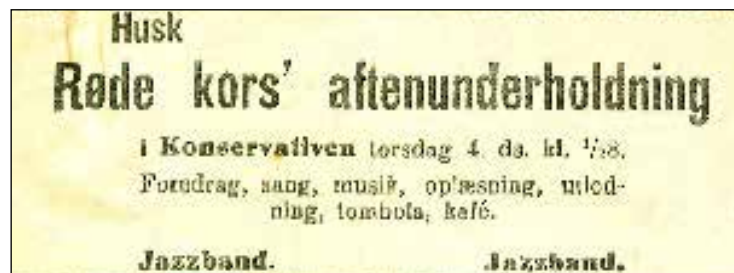 Husk
Røde kors' aftenunderholdning
i Konservativen torsdag 4. ds. kl. ½8.
Foredrag, sang, musik, oplæsning, utlod-
ning, tombola, kafé.
Jazzband. Jazzband.